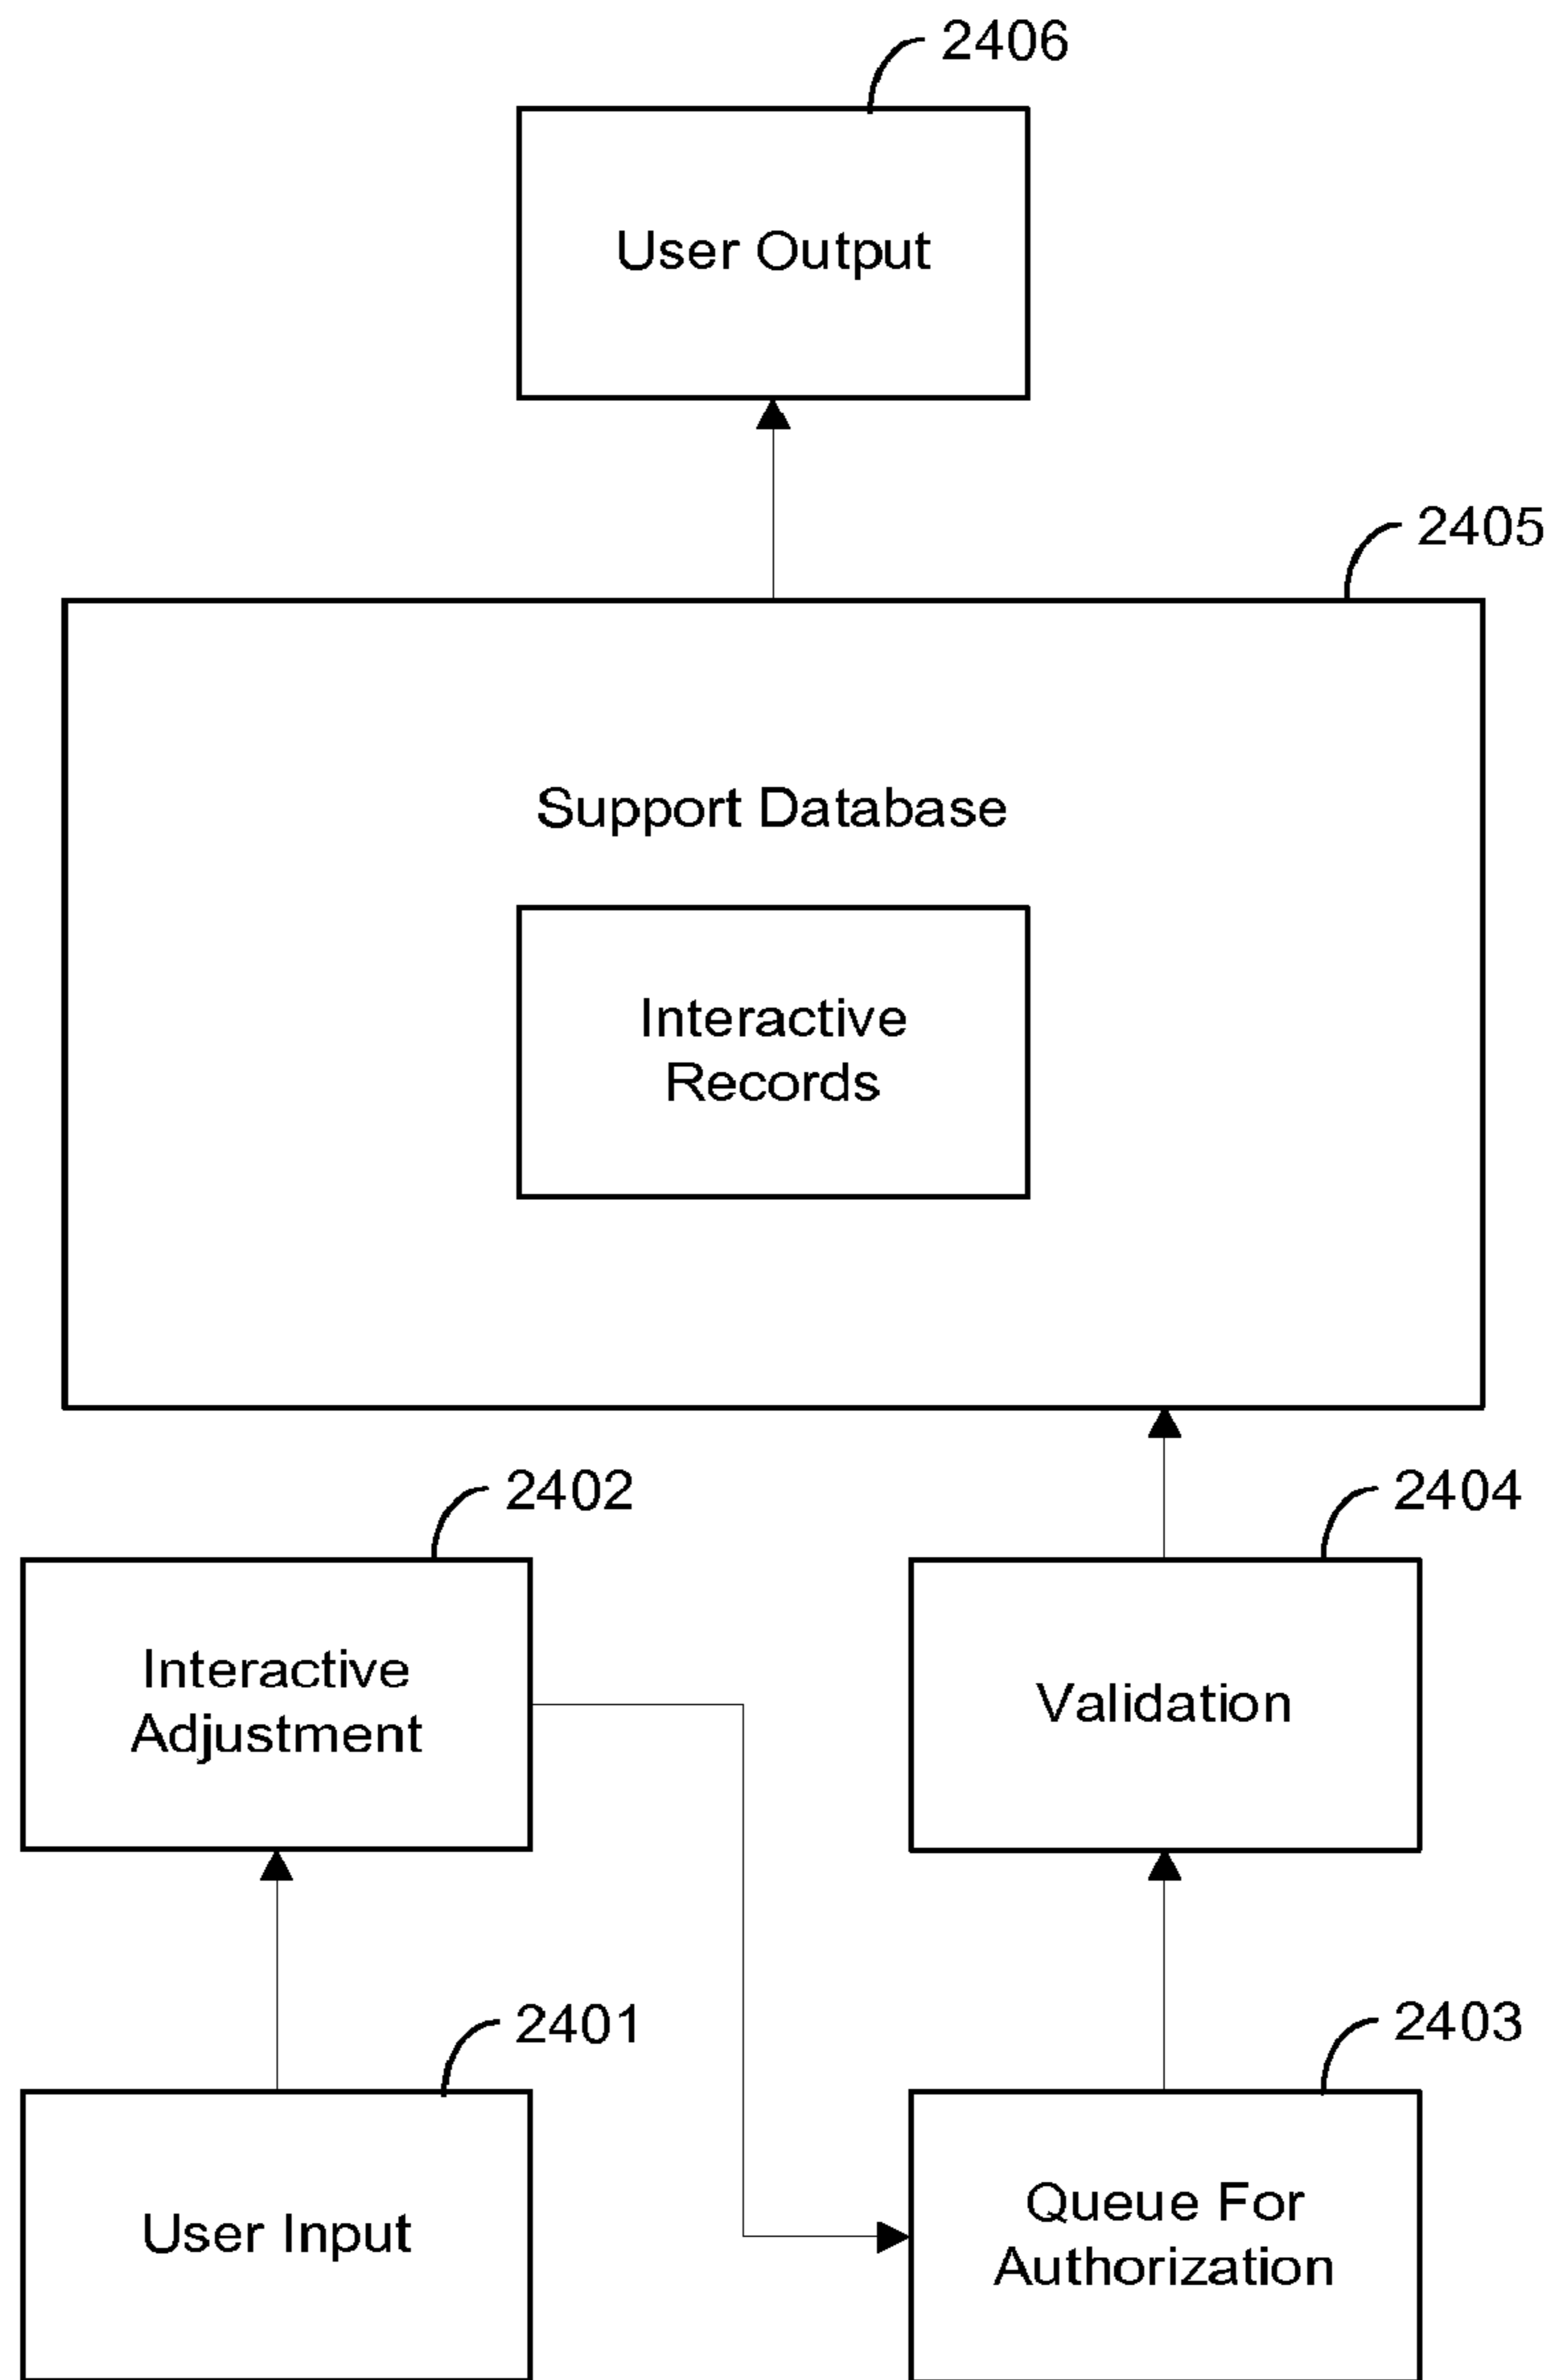 2406
User Output
2405
Support Database
Interactive
Records
2402
2404
Interactive
Adjustment
Validation
2401
2403
User Input
Queue For
Authorization